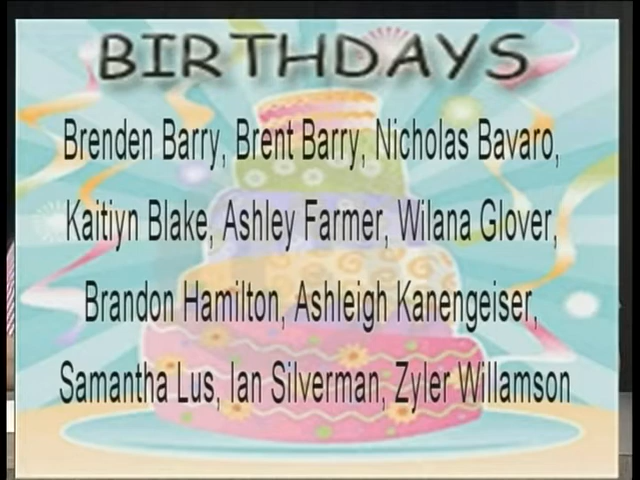 BIRTHDAYS
Brenden Barry, Brent Barry, Nicholas Bavaro,
Kaitiyn Blake, Ashley Farmer, Wilana Glover,
Brandon Hamilton, Ashleigh Kanengeiser,
Samantha Lus, Ian Silverman, Zyler Willamson